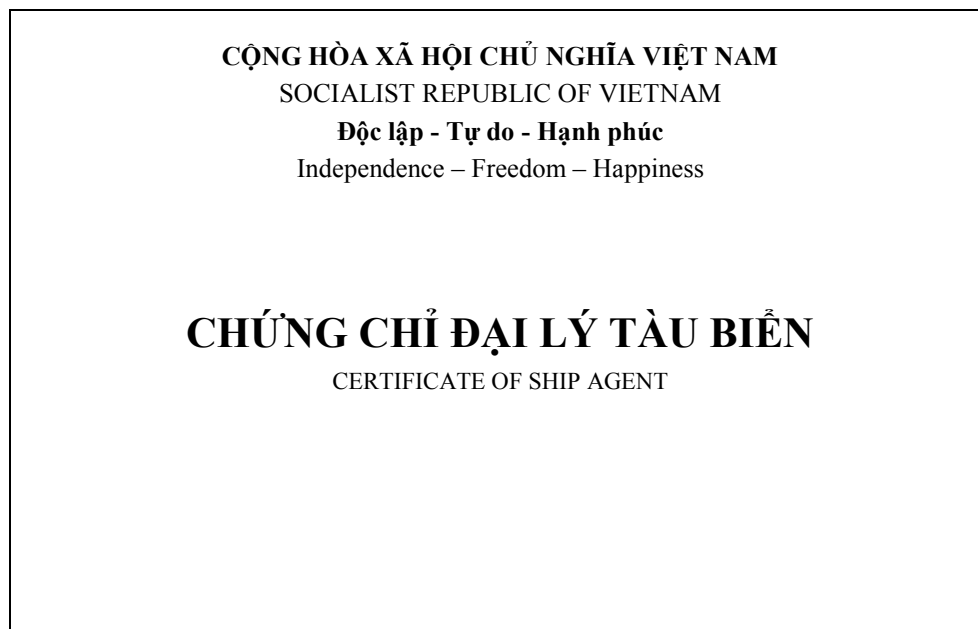 CỘNG HÒA XÃ HỘI CHỦ NGHĨA VIỆT NAM
SOCIALIST REPUBLIC OF VIETNAM
Độc lập - Tự do - Hạnh phúc
Independence – Freedom – Happiness
CHỨNG CHỈ ĐẠI LÝ TÀU BIỂN
CERTIFICATE OF SHIP AGENT